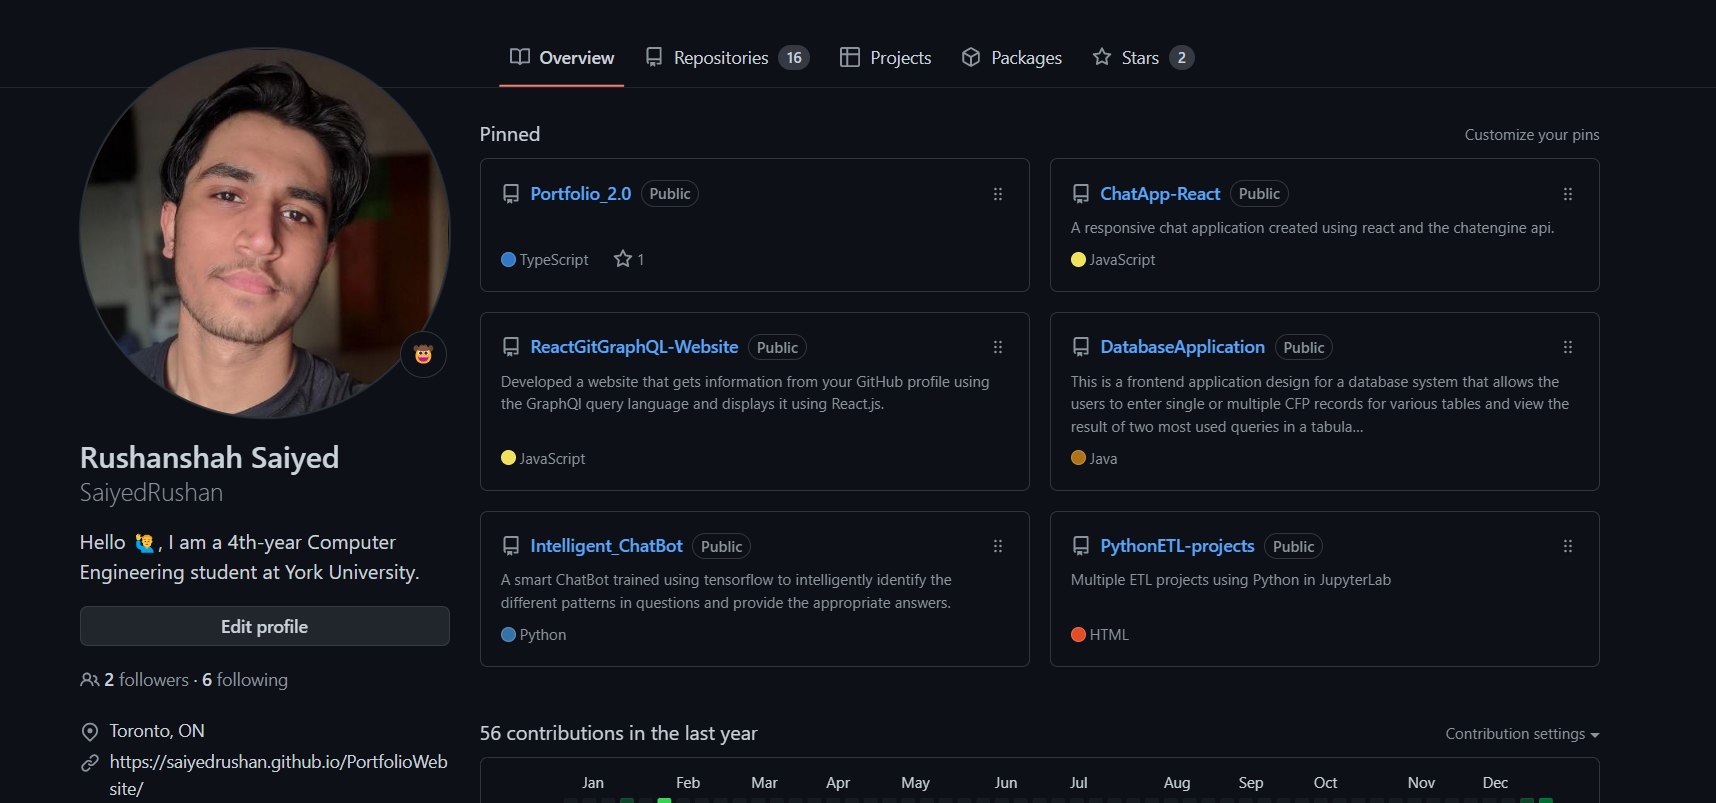 Overview Repositories 16 Projects Packages Stars 2
Rushanshah Saiyed
SaiyedRushan
Hello 🙋‍♂️, I am a 4th-year Computer
Engineering student at York University.
Edit profile
2 followers · 6 following
Toronto, ON
https://saiyedrushan.github.io/PortfolioWeb
site/
Pinned
Customize your pins
Portfolio_2.0 Public
TypeScript 1
ChatApp-React Public
A responsive chat application created using react and the chatengine api.
JavaScript
ReactGitGraphQL-Website Public
Developed a website that gets information from your GitHub profile using
the GraphQl query language and displays it using React.js.
JavaScript
DatabaseApplication Public
This is a frontend application design for a database system that allows the
users to enter single or multiple CFP records for various tables and view the
result of two most used queries in a tabula...
Java
Intelligent_ChatBot Public
A smart ChatBot trained using tensorflow to intelligently identify the
different patterns in questions and provide the appropriate answers.
Python
PythonETL-projects Public
Multiple ETL projects using Python in JupyterLab
HTML
56 contributions in the last year
Contribution settings
Jan Feb Mar Apr May Jun Jul Aug Sep Oct Nov Dec